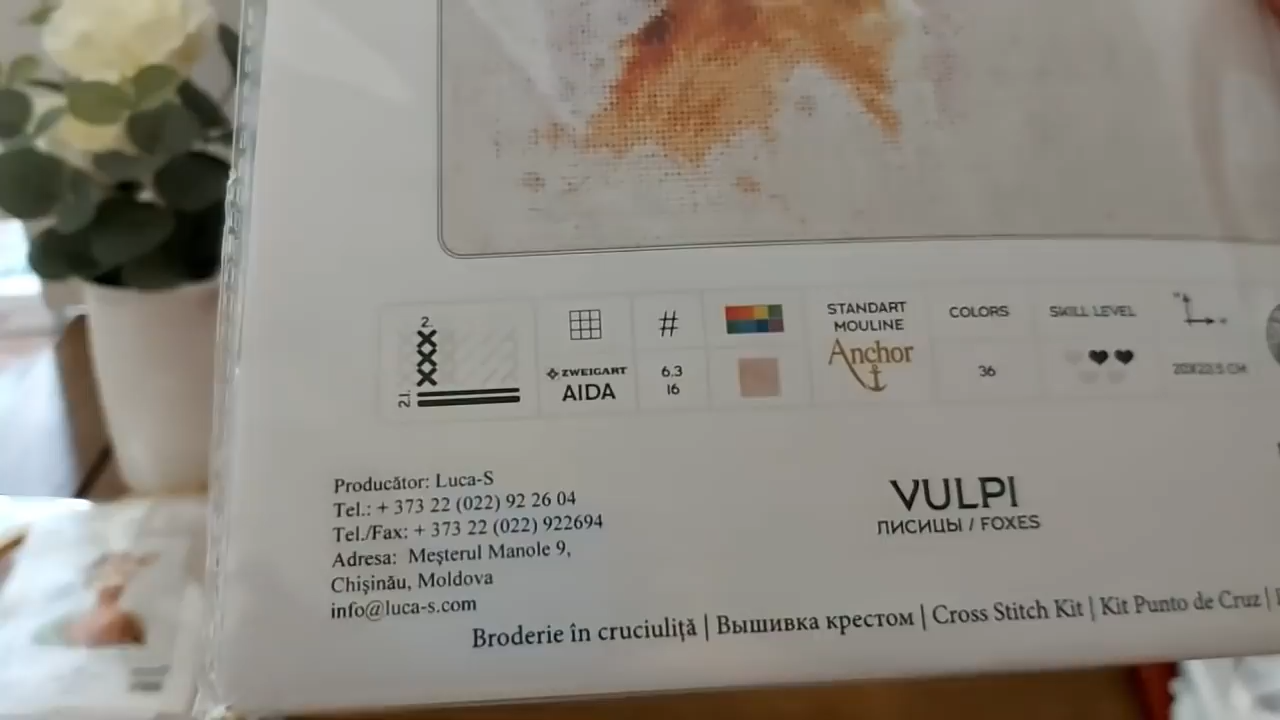 2.
2.1.
ZWEIGART
AIDA
#
6.3
16
STANDART
MOULINE
Anchor
COLORS
36
SKILL LEVEL
20X22,5 CM
Producător: Luca-S
Tel.: + 373 22 (022) 92 26 04
Tel./Fax: + 373 22 (022) 922694
Adresa: Meşterul Manole 9,
Chişinău, Moldova
info@luca-s.com
VULPI
ЛИСИЦЫ / FOXES
Broderie în cruciuliţă | Вышивка крестом | Cross Stitch Kit | Kit Punto de Cruz |